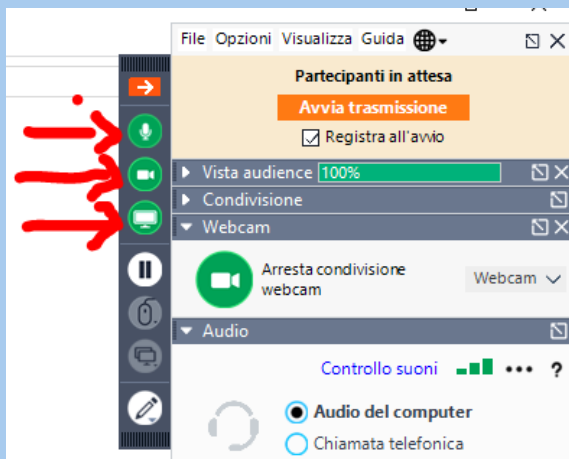 File Opzioni Visualizza Guida
Partecipanti in attesa
Avvia trasmissione
Registra all'avvio
Vista audience 100%
Condivisione
Webcam
Arresta condivisione
webcam
Webcam
Audio
Controllo suoni ?
Audio del computer
Chiamata telefonica